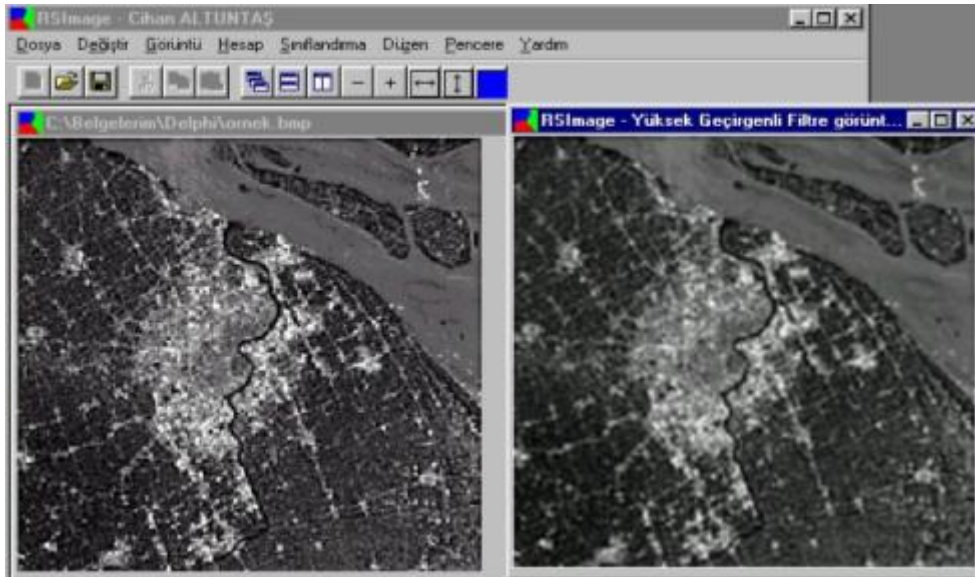 RSImage - Cihan ALTUNTAŞ
Dosya Değiştir Görüntü Hesap Sınıflandırma Düzen Pencere Yardım
C:\Belgelerim\Delphi\ornek.bmp
RSImage - Yüksek Geçirgenli Filtre görünt...